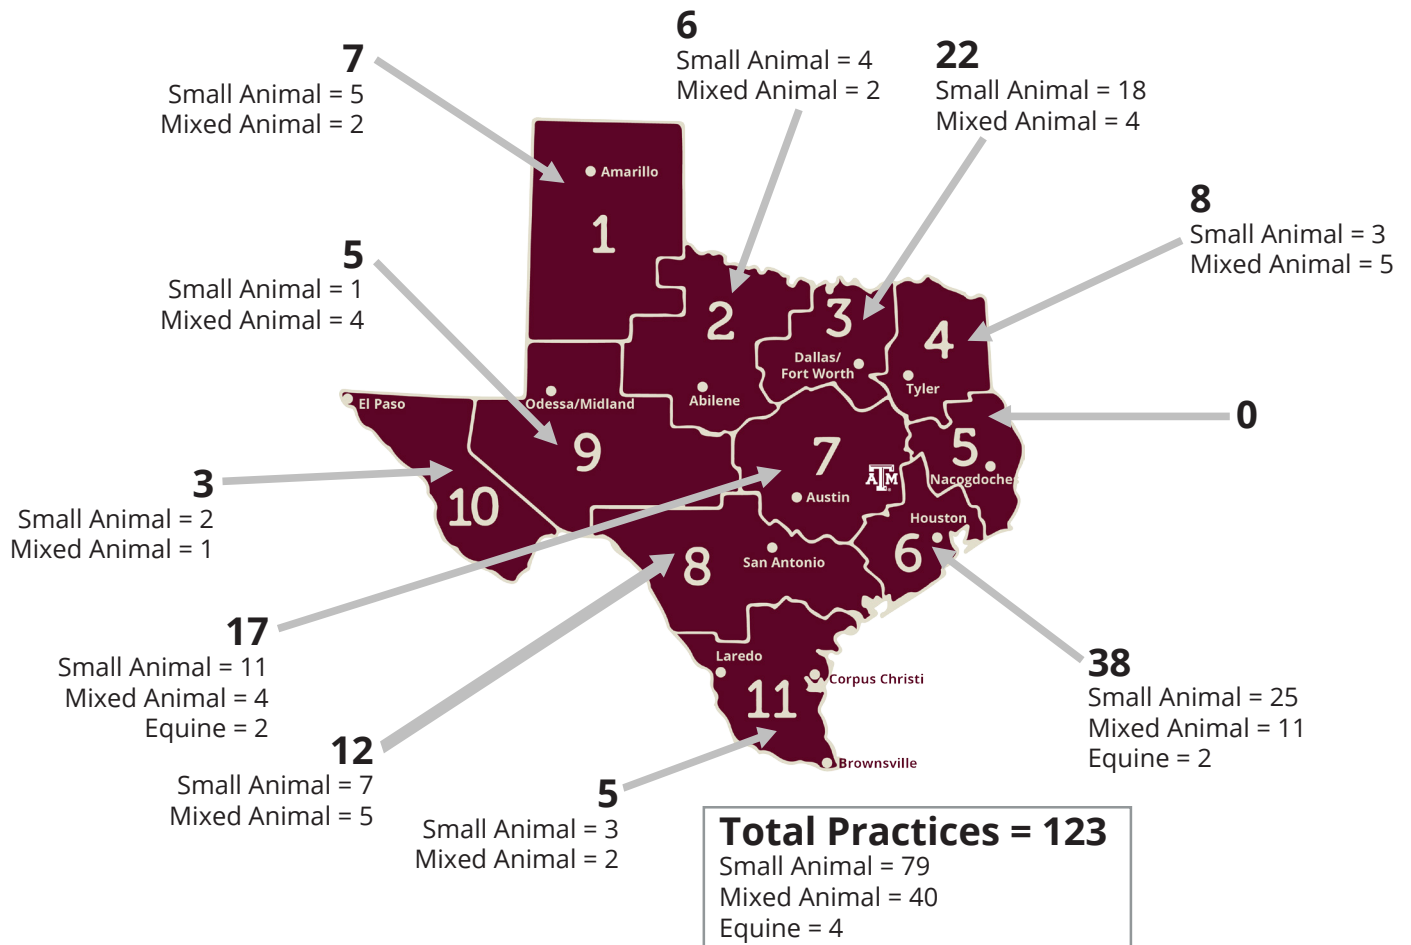 7
Small Animal = 5
Mixed Animal = 2
6
Small Animal = 4
Mixed Animal = 2
22
Small Animal = 18
Mixed Animal = 4
8
Small Animal = 3
Mixed Animal = 5
5
Small Animal = 1
Mixed Animal = 4
0
3
Small Animal = 2
Mixed Animal = 1
17
Small Animal = 11
Mixed Animal = 4
Equine = 2
12
Small Animal = 7
Mixed Animal = 5
5
Small Animal = 3
Mixed Animal = 2
38
Small Animal = 25
Mixed Animal = 11
Equine = 2
Amarillo
1
2
Abilene
3
Dallas/
Fort Worth
4
Tyler
5
Nacogdoche
Houston
6
7
ATM
Austin
8
San Antonio
Odessa/Midland
9
El Paso
10
Laredo
11
Corpus Christi
Brownsville
Total Practices = 123
Small Animal = 79
Mixed Animal = 40
Equine = 4